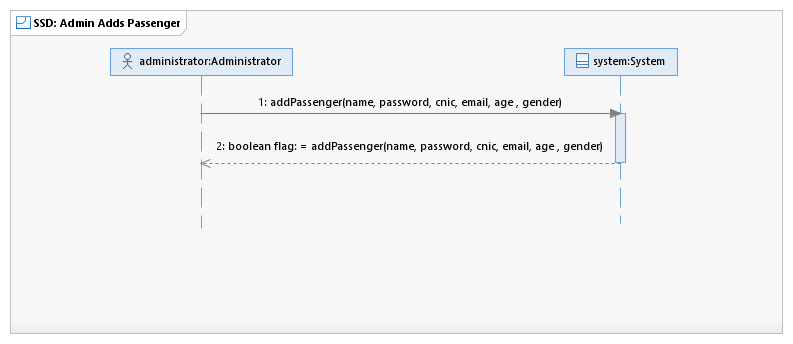 SSD: Admin Adds Passenger
administrator:Administrator
system:System
1: addPassenger(name, password, cnic, email, age , gender)
2: boolean flag: = addPassenger(name, password, cnic, email, age , gender)